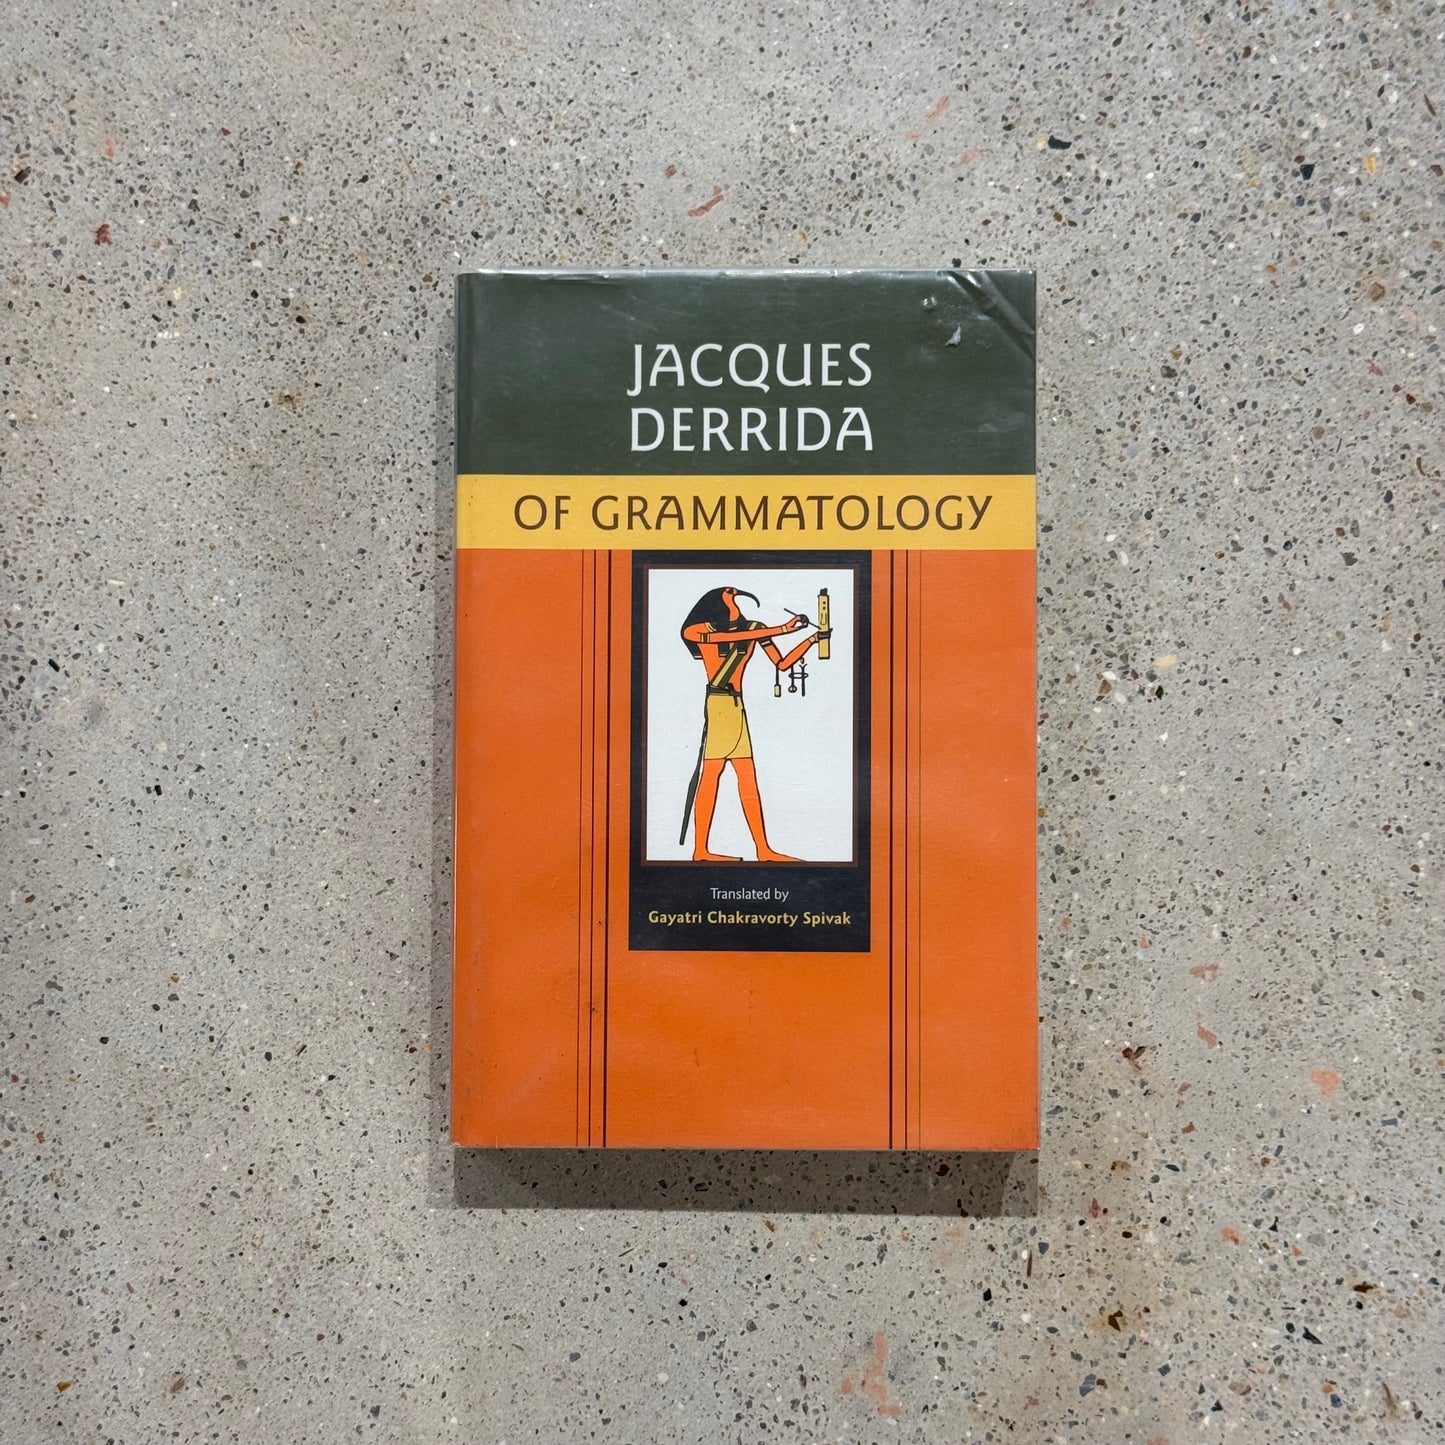 JACQUES
DERRIDA
OF GRAMMATOLOGY
Translated by
Gayatri Chakravorty Spivak